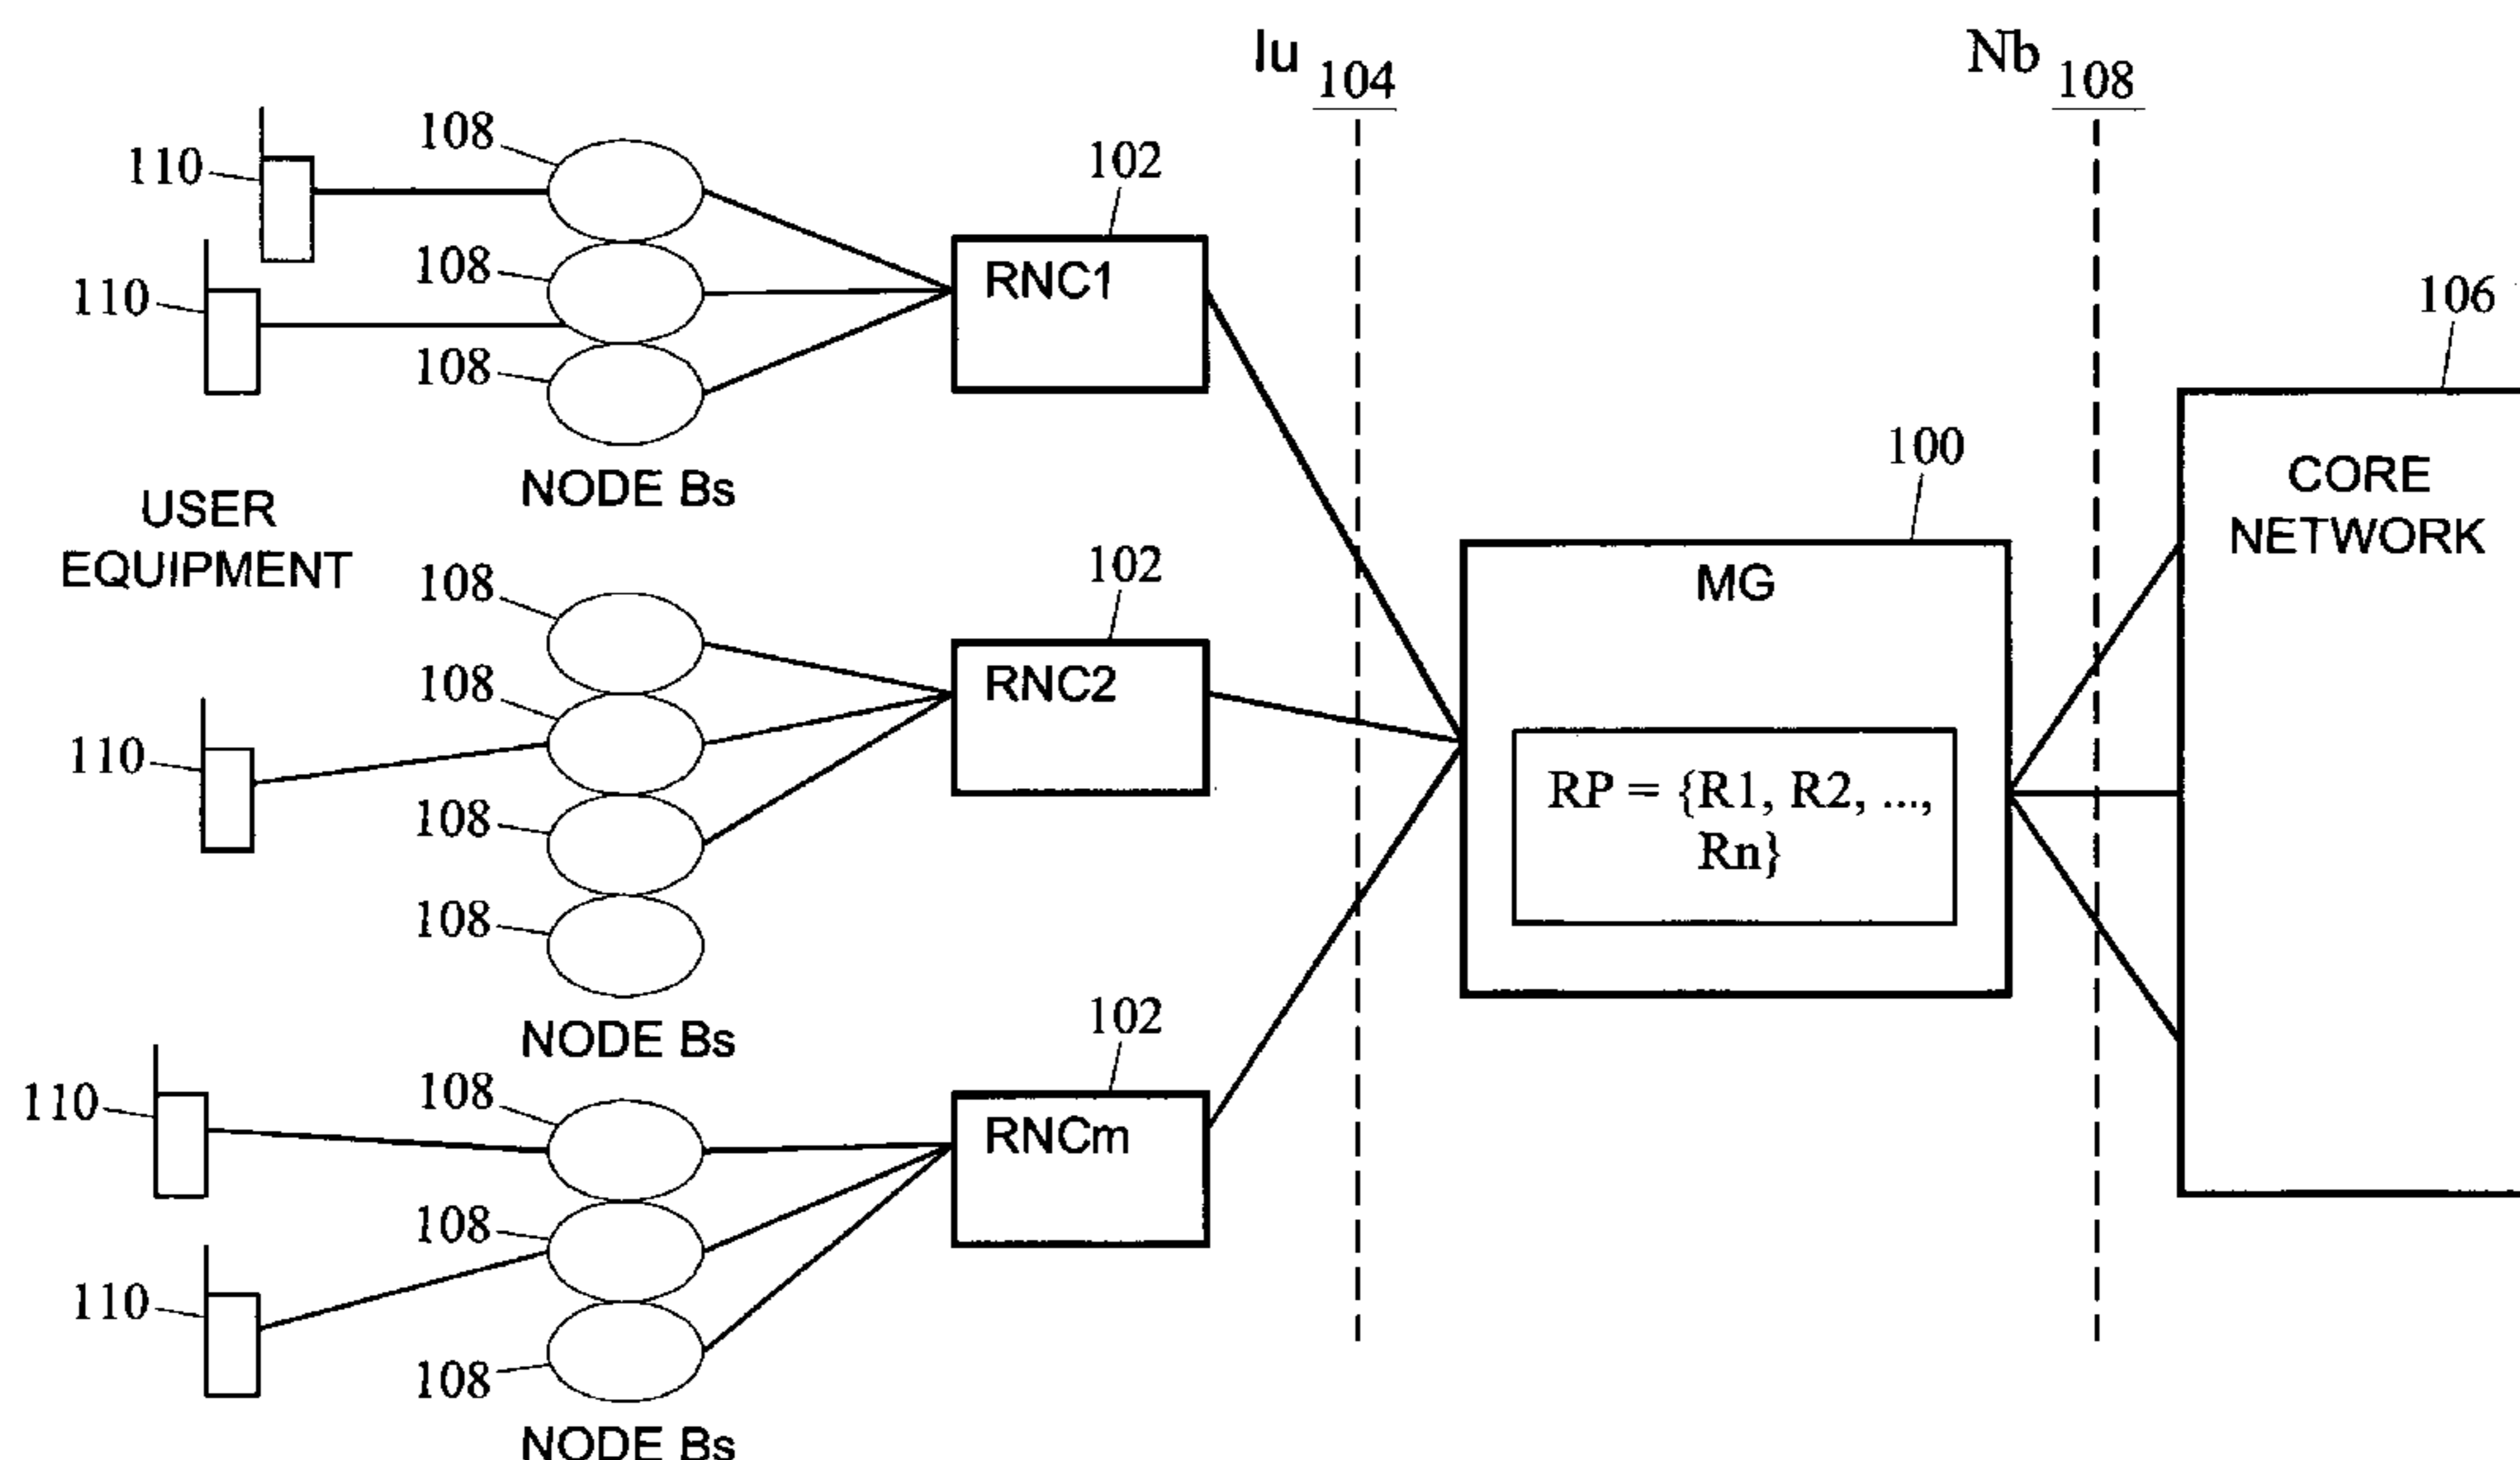 Iu 104
Nb 108
108
110
102
108
110
RNC1
106
108
100
CORE
NETWORK
NODE Bs
USER
EQUIPMENT
102
108
MG
108
RNC2
110
RP = {R1, R2, ...,
Rn}
108
108
102
NODE Bs
108
110
RNCm
108
110
108
NODE Bs